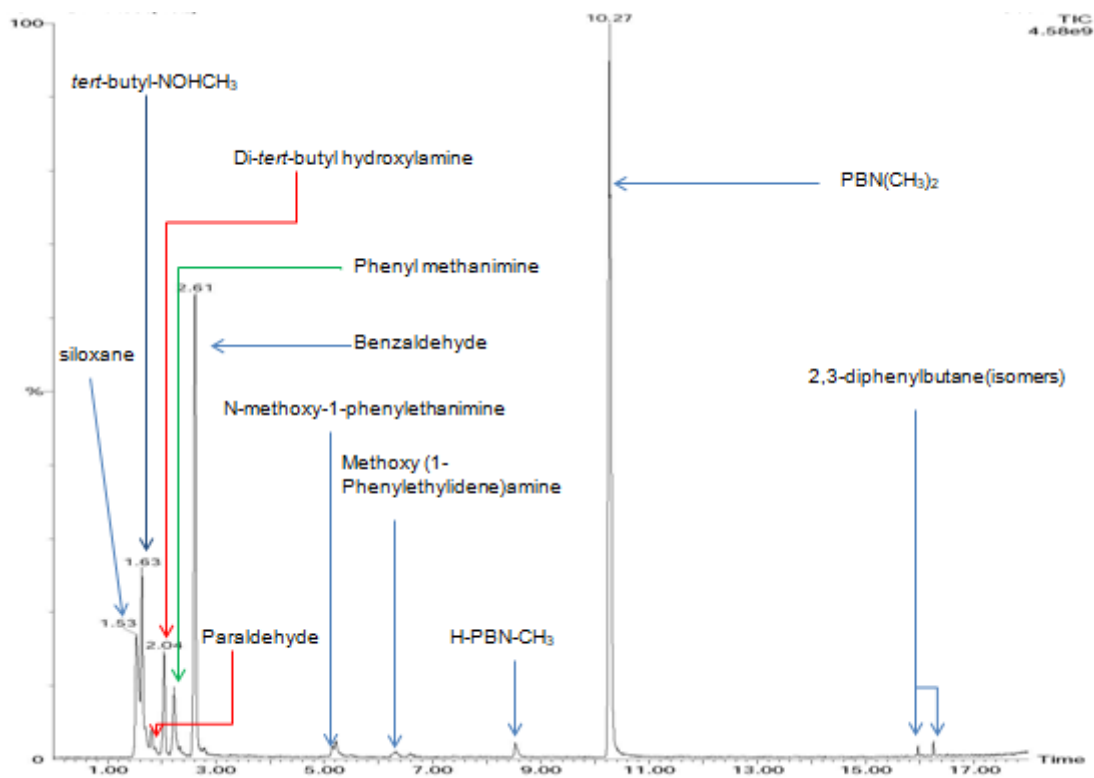 100
10.27
TIC
4.58e9
tert-butyl-NOHCH₃
Di-tert-butyl hydroxylamine
PBN(CH₃)₂
Phenyl methanimine
2.61
Benzaldehyde
siloxane
2,3-diphenylbutane(isomers)
%
N-methoxy-1-phenylethanimine
Methoxy (1-
Phenylethylidene)amine
1.63
1.53
2.04
Paraldehyde
H-PBN-CH₃
0
Time
1.00 3.00 5.00 7.00 9.00 11.00 13.00 15.00 17.00